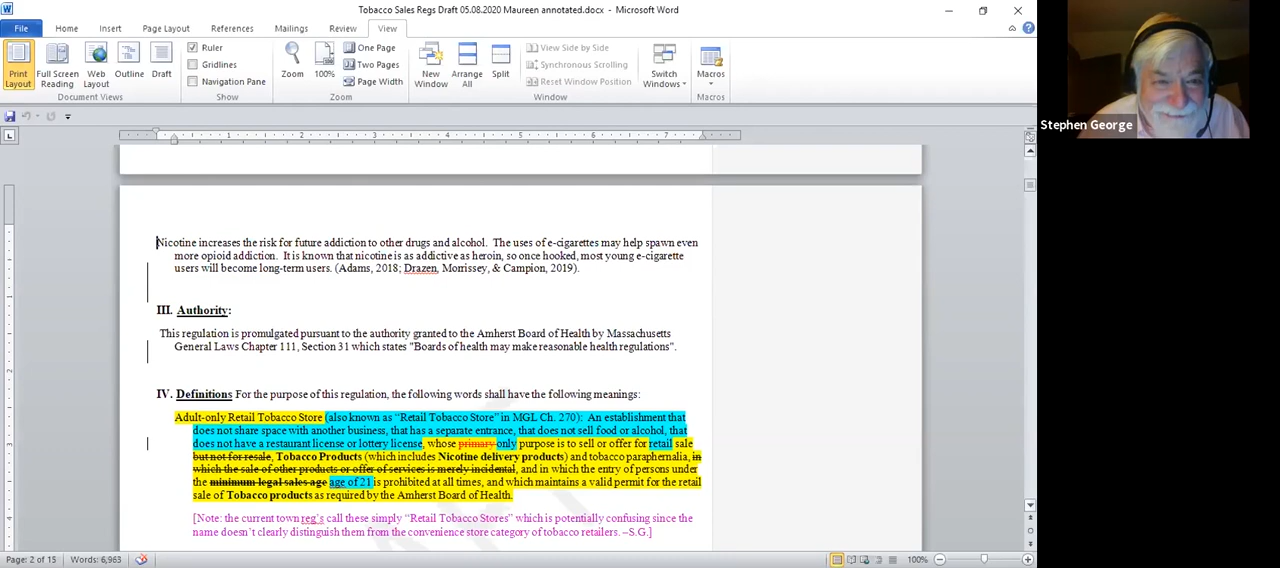 Tobacco Sales Regs Draft 05.08.2020 Maureen annotated.docx - Microsoft Word
File Home Insert Page Layout References Mailings Review View
Print Layout Full Screen Reading Web Layout Outline Draft
Document Views
Ruler
Gridlines
Navigation Pane
Show
Zoom 100% One Page
Two Pages
Page Width
Zoom
New Window Arrange All Split
View Side by Side
Synchronous Scrolling
Reset Window Position
Switch Windows
Window
Macros
Macros
Stephen George
1 2 3 4 5 6 7
Nicotine increases the risk for future addiction to other drugs and alcohol. The uses of e-cigarettes may help spawn even
more opioid addiction. It is known that nicotine is as addictive as heroin, so once hooked, most young e-cigarette
users will become long-term users. (Adams, 2018; Drazen, Morrissey, & Campion, 2019).
III. Authority:
This regulation is promulgated pursuant to the authority granted to the Amherst Board of Health by Massachusetts
General Laws Chapter 111, Section 31 which states "Boards of health may make reasonable health regulations".
IV. Definitions For the purpose of this regulation, the following words shall have the following meanings:
Adult-only Retail Tobacco Store (also known as “Retail Tobacco Store” in MGL Ch. 270): An establishment that
does not share space with another business, that has a separate entrance, that does not sell food or alcohol, that
does not have a restaurant license or lottery license, whose primary only purpose is to sell or offer for retail sale
but not for resale, Tobacco Products (which includes Nicotine delivery products) and tobacco paraphernalia, in
which the sale of other products or offer of services is merely incidental, and in which the entry of persons under
the minimum legal sales age age of 21 is prohibited at all times, and which maintains a valid permit for the retail
sale of Tobacco products as required by the Amherst Board of Health.
[Note: the current town reg’s call these simply “Retail Tobacco Stores” which is potentially confusing since the
name doesn’t clearly distinguish them from the convenience store category of tobacco retailers. –S.G.]
Page: 2 of 15 Words: 6,963 100%